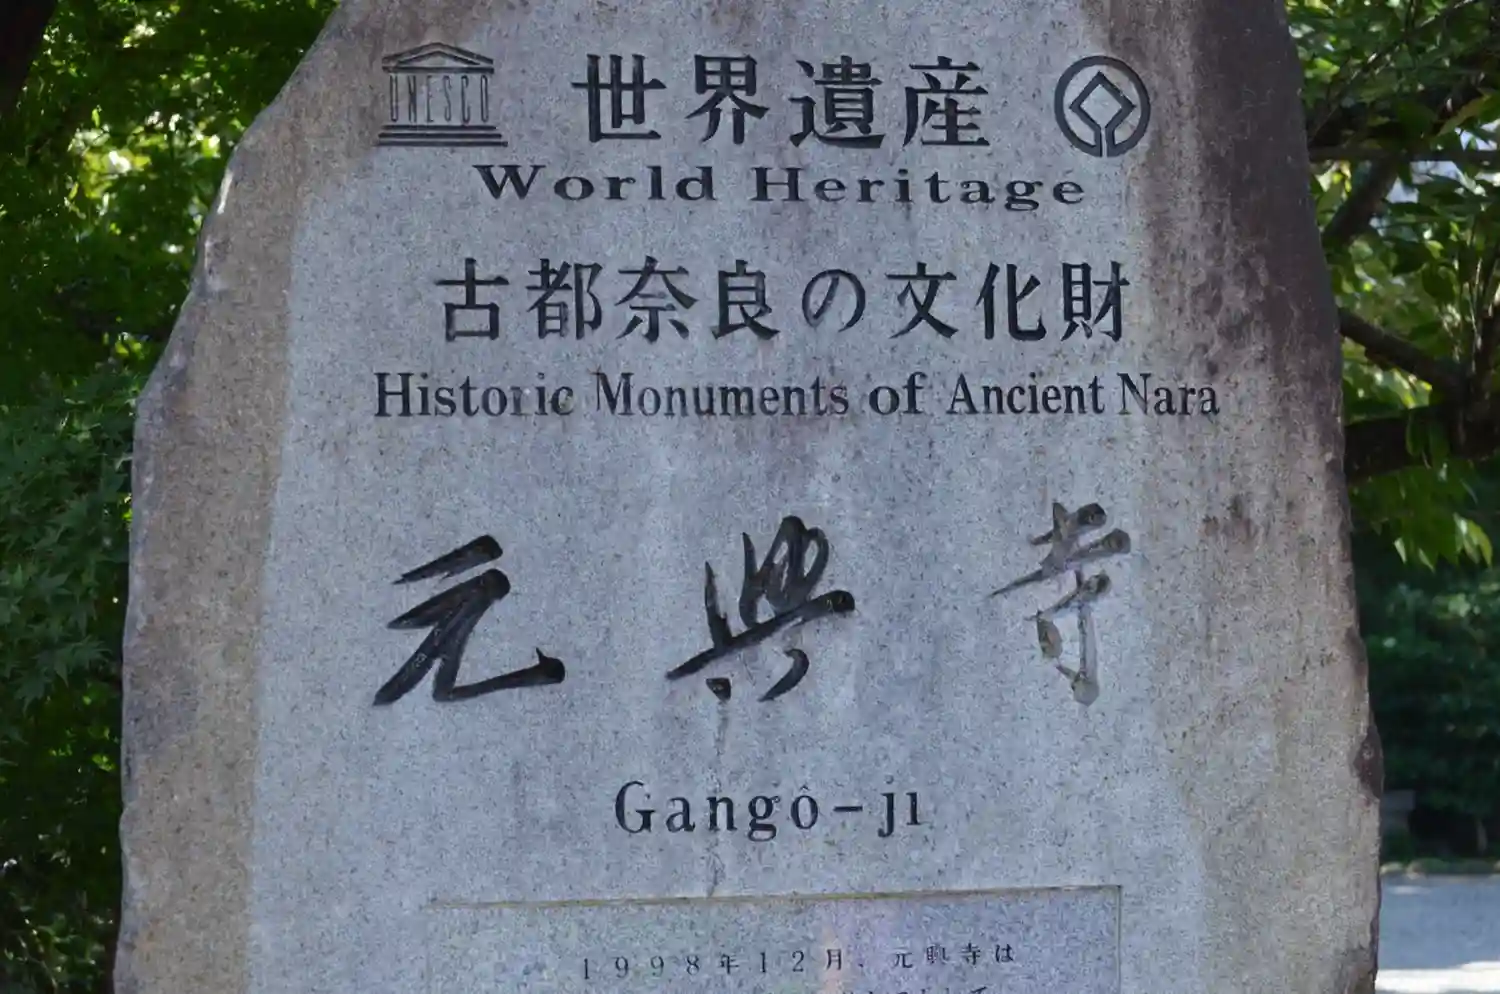 UNESCO
世界遺産
World Heritage
古都奈良の文化財
Historic Monuments of Ancient Nara
元興寺
Gangô-ji
1998年12月、元興寺は